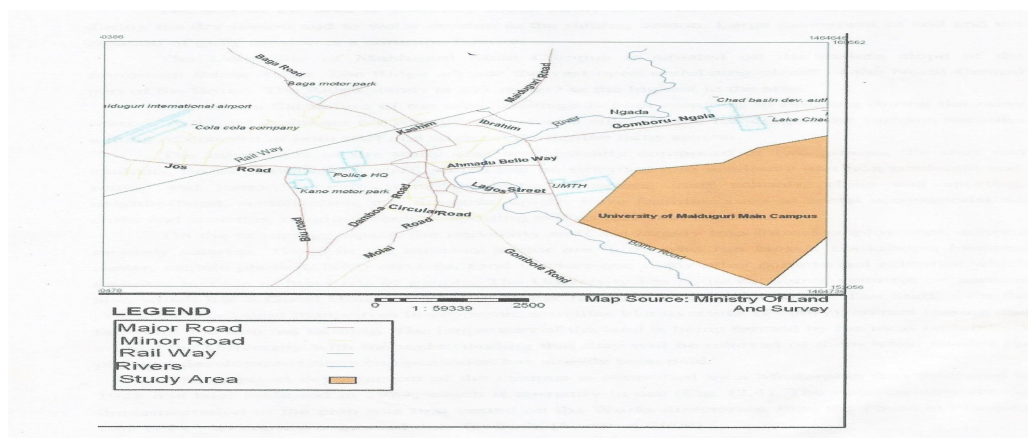 Baga Road
Baga motor park
Maiduguri Road
aiduguri international airport
Cola cola company
Kashim
Ibrahim
River
Ngada
Chad basin dev. auth
Gomboru- Ngala
Lake Chad
Rail Way
Jos
Road
Police HQ
Ahmadu Bello Way
Kano motor park
Lagos Street
UMTH
Damboa Road
Circular Road
Molai Road
Gombole Road
University of Maiduguri Main Campus
Bama Road
LEGEND
Major Road
Minor Road
Rail Way
Rivers
Study Area
0
2500
1 : 59339
Map Source: Ministry Of Land
And Survey